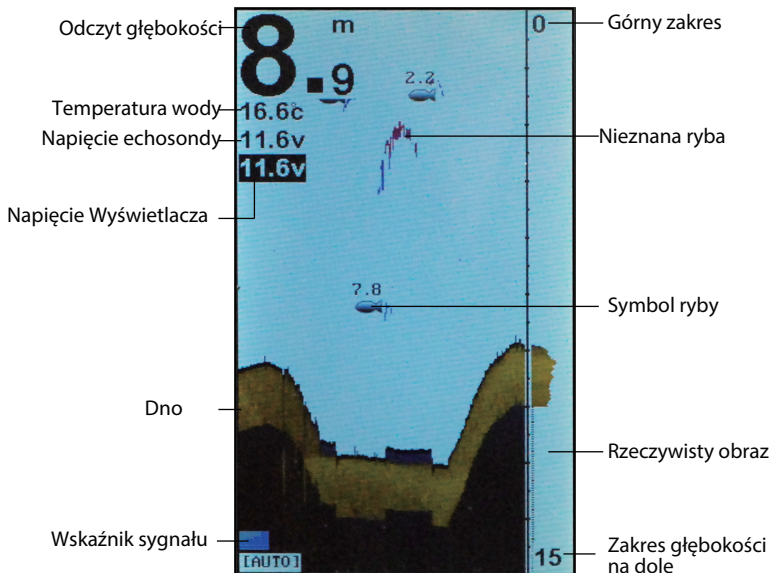 Odczyt głębokości
8.9
m
0
Górny zakres
2.2
Temperatura wody
16.6c
Napięcie echosondy
11.6v
Nieznana ryba
11.6v
Napięcie Wyświetlacza
7.8
Symbol ryby
Dno
Rzeczywisty obraz
Wskaźnik sygnału
[AUTO]
15
Zakres głębokości
na dole